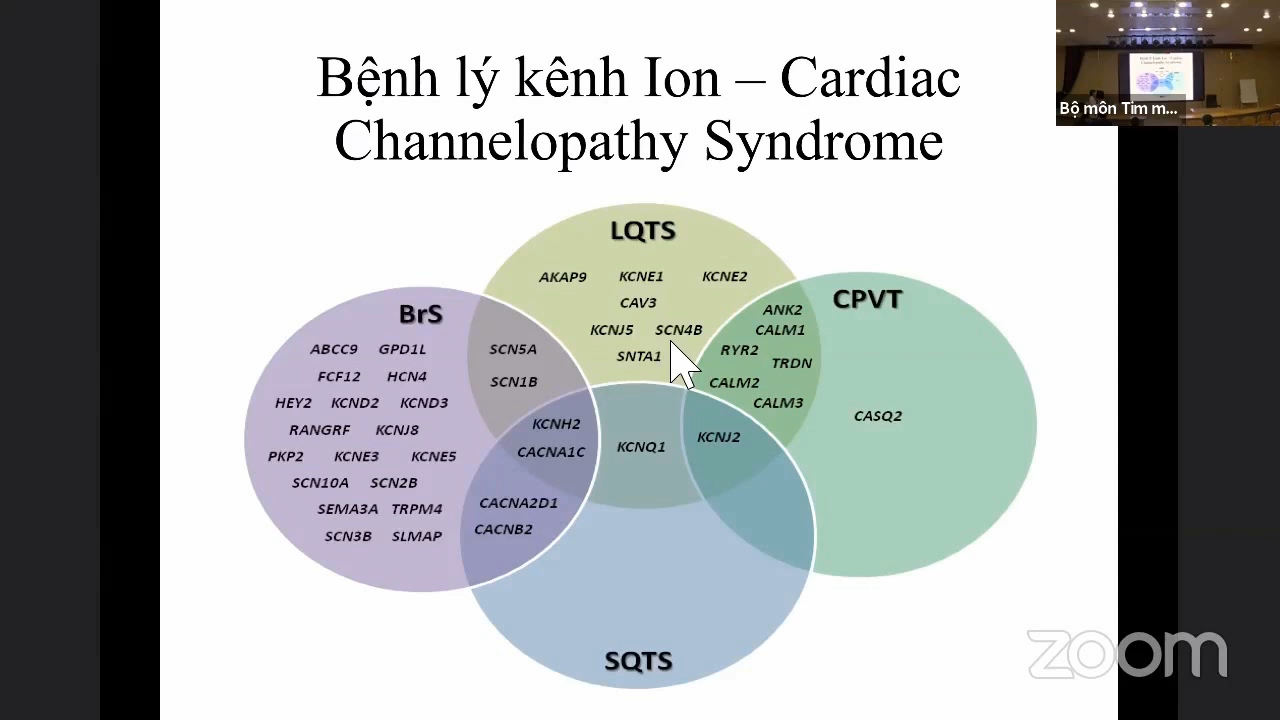 Bệnh lý kênh Ion – Cardiac
Channelopathy Syndrome
Bộ môn Tim m...
LQTS
AKAP9 KCNE1 KCNE2
CAV3
KCNJ5 SCN4B
SNTA1
BrS
ABCC9 GPD1L
FCF12 HCN4
HEY2 KCND2 KCND3
RANGRF KCNJ8
PKP2 KCNE3 KCNE5
SCN10A SCN2B
SEMA3A TRPM4
SCN3B SLMAP
SCN5A
SCN1B
KCNH2
CACNA1C
CACNA2D1
CACNB2
KCNQ1
KCNJ2
CPVT
ANK2
CALM1
RYR2
TRDN
CALM2
CALM3
CASQ2
SQTS
zoom